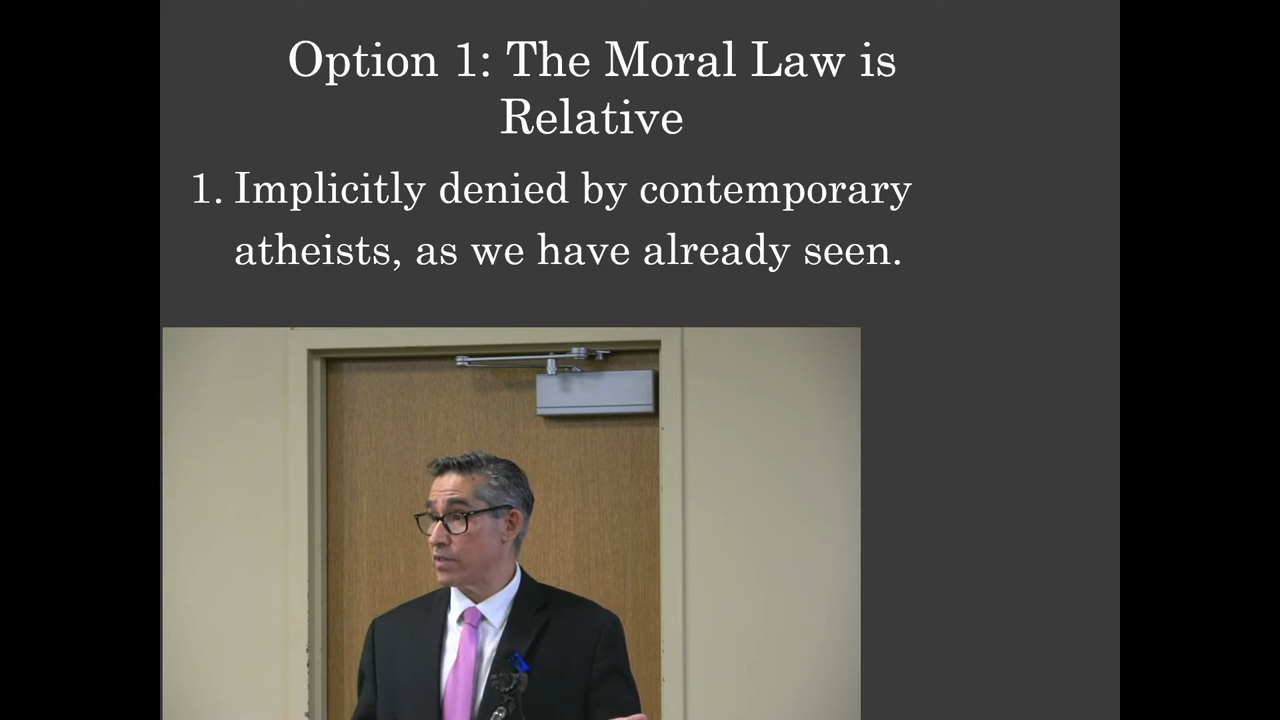 Option 1: The Moral Law is
Relative
1. Implicitly denied by contemporary
atheists, as we have already seen.